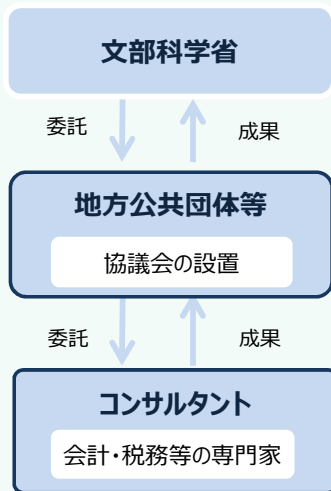 文部科学省
委託
成果
地方公共団体等
協議会の設置
委託
成果
コンサルタント
会計・税務等の専門家